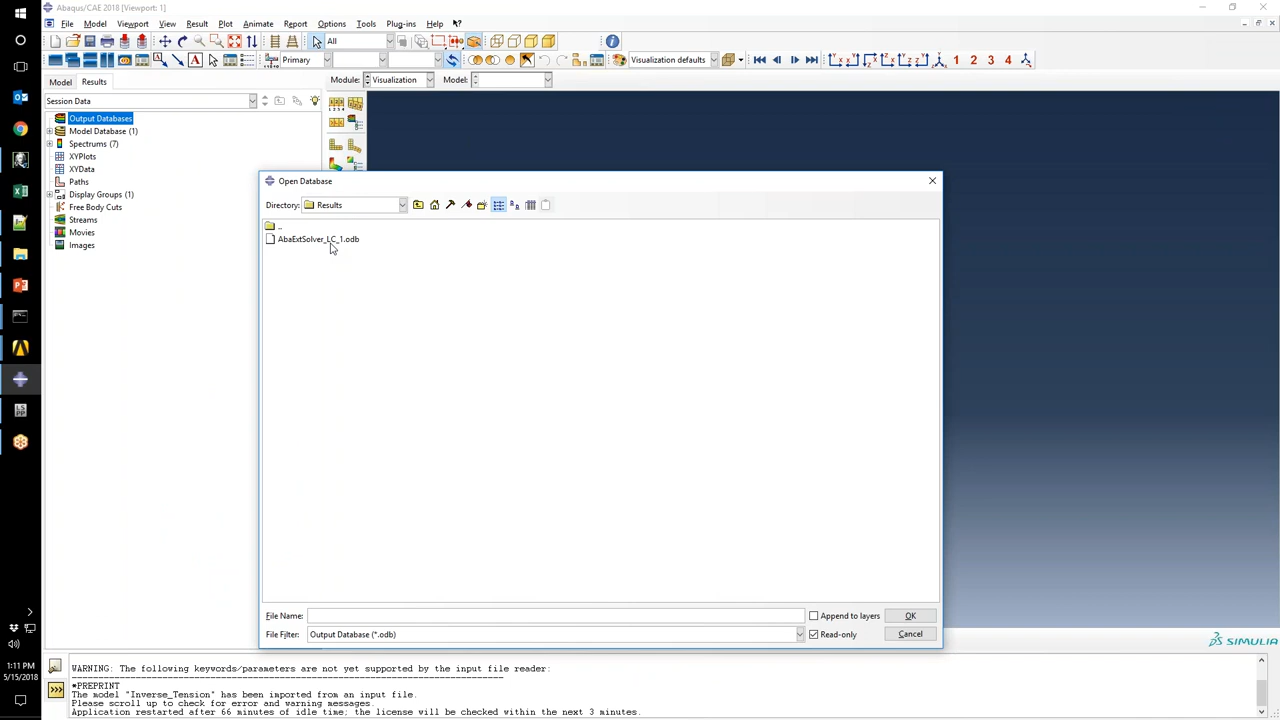 Abaqus/CAE 2018 [Viewport: 1]
File Model Viewport View Result Plot Animate Report Options Tools Plug-ins Help
All
A Primary Visualization defaults 1 2 3 4
Model Results Module: Visualization Model:
Session Data
Output Databases
Model Database (1)
Spectrums (7)
XYPlots
XYData
Paths
Display Groups (1)
Free Body Cuts
Streams
Movies
Images
Open Database
Directory: Results
..
AbaExtSolver_LC_1.odb
File Name: Append to layers OK
File Filter: Output Database (*.odb) Read-only Cancel
SIMULIA
WARNING: The following keywords/parameters are not yet supported by the input file reader:
*PREPRINT
The model "Inverse_Tension" has been imported from an input file.
Please scroll up to check for error and warning messages.
Application restarted after 66 minutes of idle time; the license will be checked within the next 3 minutes.
1:11 PM
5/15/2018